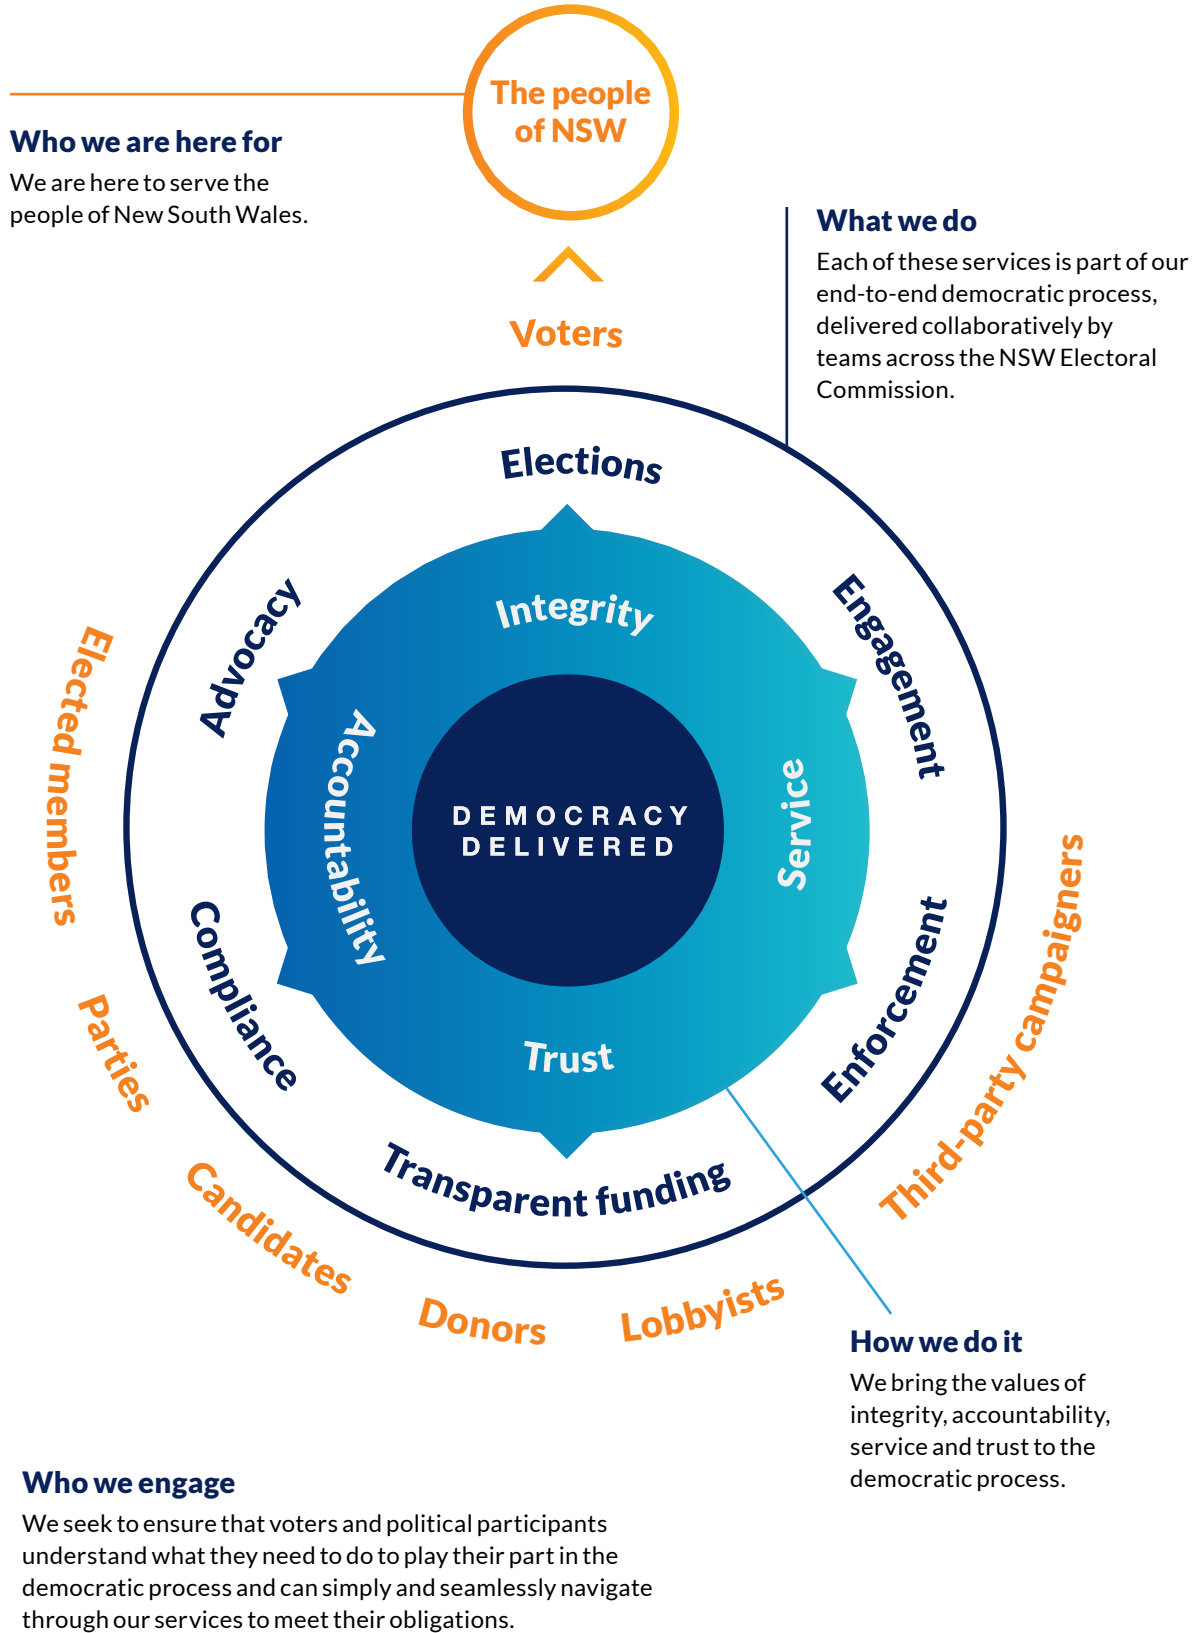 The people
of NSW
Who we are here for
We are here to serve the
people of New South Wales.
What we do
Each of these services is part of our
end-to-end democratic process,
delivered collaboratively by
teams across the NSW Electoral
Commission.
Voters
Elections
Engagement
Enforcement
Transparent funding
Compliance
Advocacy
Integrity
Service
Trust
Accountability
DEMOCRACY
DELIVERED
Elected members
Parties
Candidates
Donors
Lobbyists
Third-party campaigners
How we do it
We bring the values of
integrity, accountability,
service and trust to the
democratic process.
Who we engage
We seek to ensure that voters and political participants
understand what they need to do to play their part in the
democratic process and can simply and seamlessly navigate
through our services to meet their obligations.